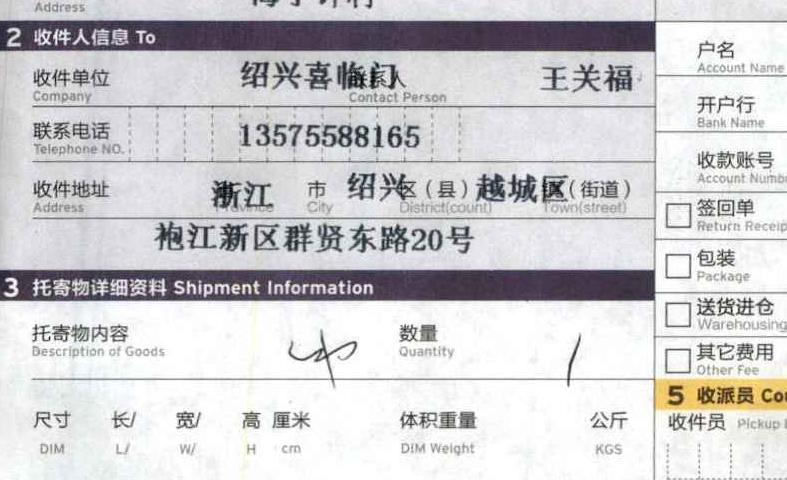 Address
2 收件人信息 To
收件单位 绍兴喜临门 联系人 王关福
Company Contact Person
联系电话 13575588165
Telephone NO.
收件地址 浙江 市 绍兴 区（县） 越城区 （街道）
Address Province City District(count) Town(street)
袍江新区群贤东路20号
3 托寄物详细资料 Shipment Information
托寄物内容 数量 1
Description of Goods Quantity
尺寸 长/ 宽/ 高 厘米 体积重量 公斤
DIM L/ W/ H cm DIM Weight KGS
户名
Account Name
开户行
Bank Name
收款账号
Account Numbe
签回单
Return Receip
包装
Package
送货进仓
Warehousing
其它费用
Other Fee
5 收派员 Cou
收件员 Pickup